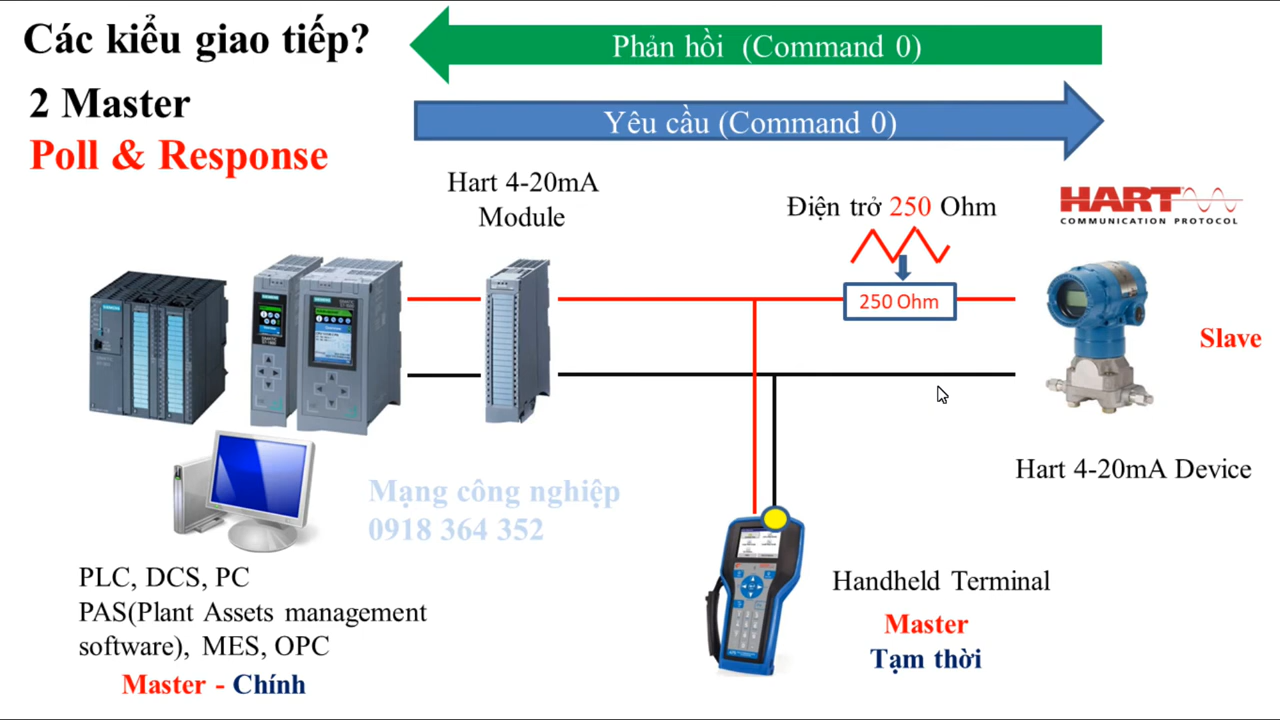 Các kiểu giao tiếp?
2 Master
Poll & Response
Phản hồi (Command 0)
Yêu cầu (Command 0)
Hart 4-20mA
Module
Điện trở 250 Ohm
HART
COMMUNICATION PROTOCOL
250 Ohm
Slave
Hart 4-20mA Device
Mạng công nghiệp
0918 364 352
PLC, DCS, PC
PAS(Plant Assets management
software), MES, OPC
Master - Chính
Handheld Terminal
Master
Tạm thời